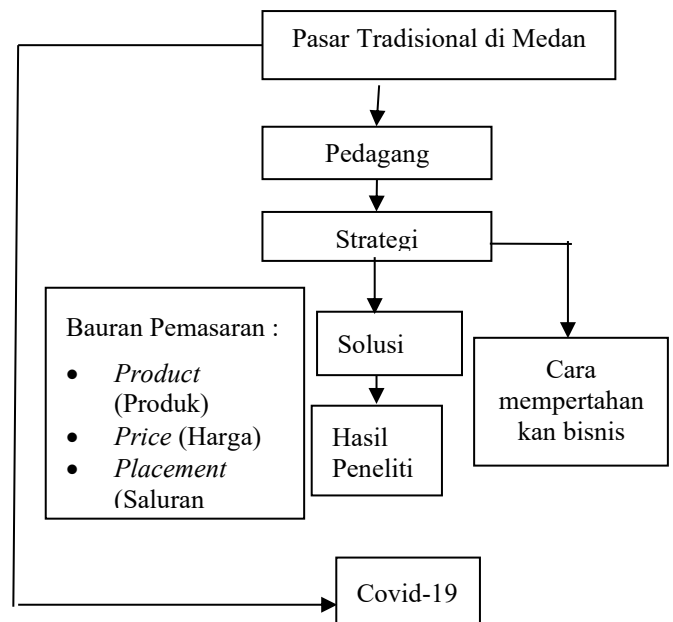 Pasar Tradisional di Medan
Pedagang
Strategi
Bauran Pemasaran :
• Product
(Produk)
• Price (Harga)
• Placement
(Saluran
Solusi
Hasil
Peneliti
Cara
mempertahan
kan bisnis
Covid-19